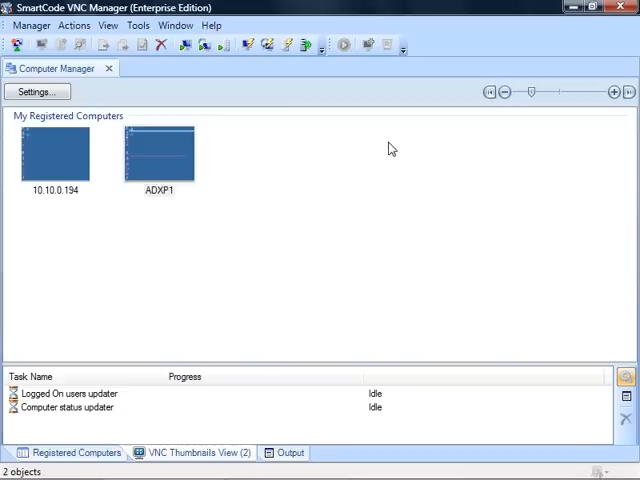 SmartCode VNC Manager (Enterprise Edition)
Manager Actions View Tools Window Help
Computer Manager
Settings...
My Registered Computers
10.10.0.194 ADXP1
Task Name Progress
Logged On users updater Idle
Computer status updater Idle
Registered Computers VNC Thumbnails View (2) Output
2 objects